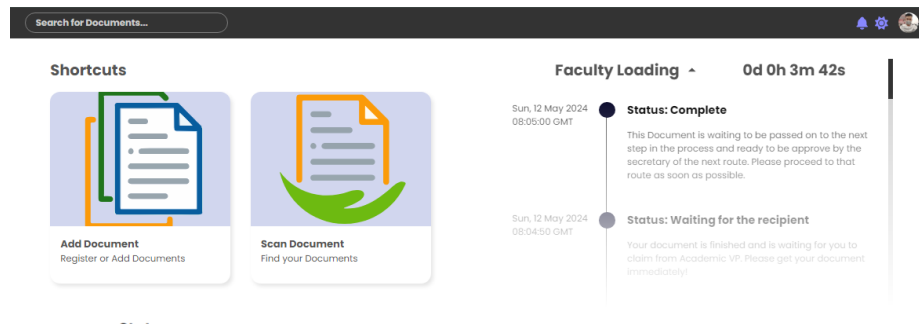 Search for Documents...
Shortcuts
Add Document
Register or Add Documents
Scan Document
Find your Documents
Faculty Loading
0d 0h 3m 42s
Sun, 12 May 2024
08:05:00 GMT
Status: Complete
This Document is waiting to be passed on to the next
step in the process and ready to be approve by the
secretary of the next route. Please proceed to that
route as soon as possible.
Sun, 12 May 2024
08:04:50 GMT
Status: Waiting for the recipient
Your document is finished and is waiting for you to
claim from Academic VP. Please get your document
immediately!